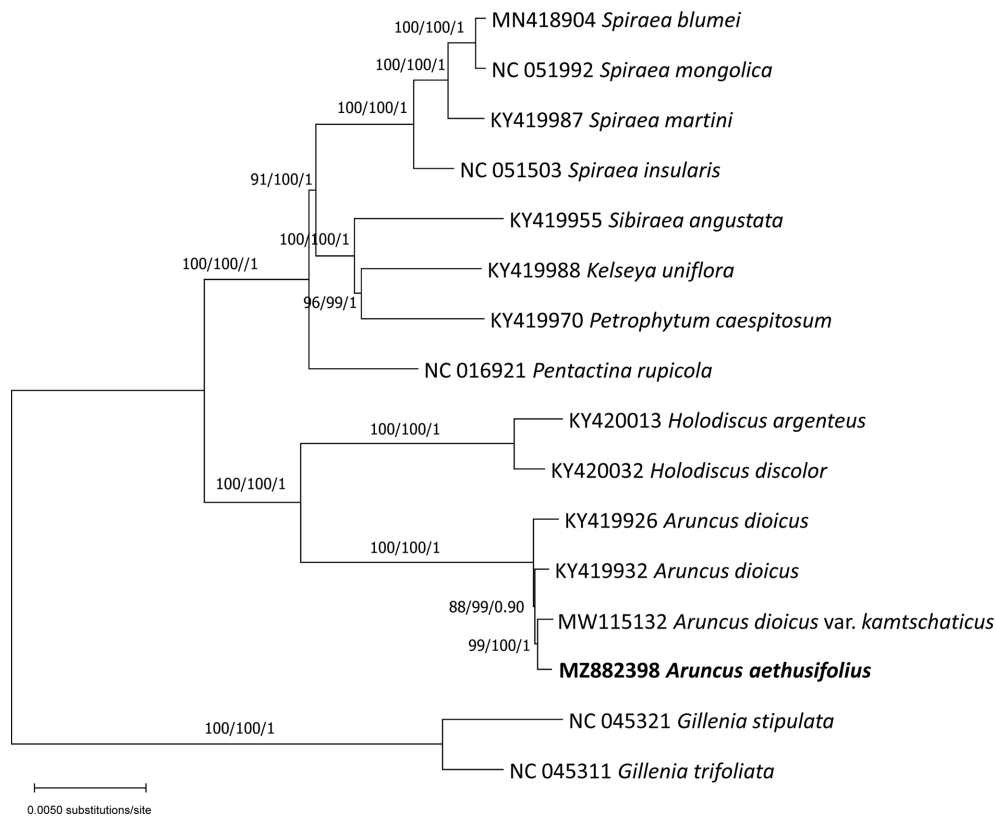 100/100/1
MN418904 Spiraea blumei
100/100/1
NC 051992 Spiraea mongolica
100/100/1
KY419987 Spiraea martini
NC 051503 Spiraea insularis
91/100/1
KY419955 Sibiraea angustata
100/100/1
100/100//1
KY419988 Kelseya uniflora
96/99/1
KY419970 Petrophytum caespitosum
NC 016921 Pentactina rupicola
KY420013 Holodiscus argenteus
100/100/1
KY420032 Holodiscus discolor
100/100/1
KY419926 Aruncus dioicus
100/100/1
KY419932 Aruncus dioicus
88/99/0.90
MW115132 Aruncus dioicus var. kamtschaticus
99/100/1
MZ882398 Aruncus aethusifolius
NC 045321 Gillenia stipulata
100/100/1
NC 045311 Gillenia trifoliata
0.0050 substitutions/site